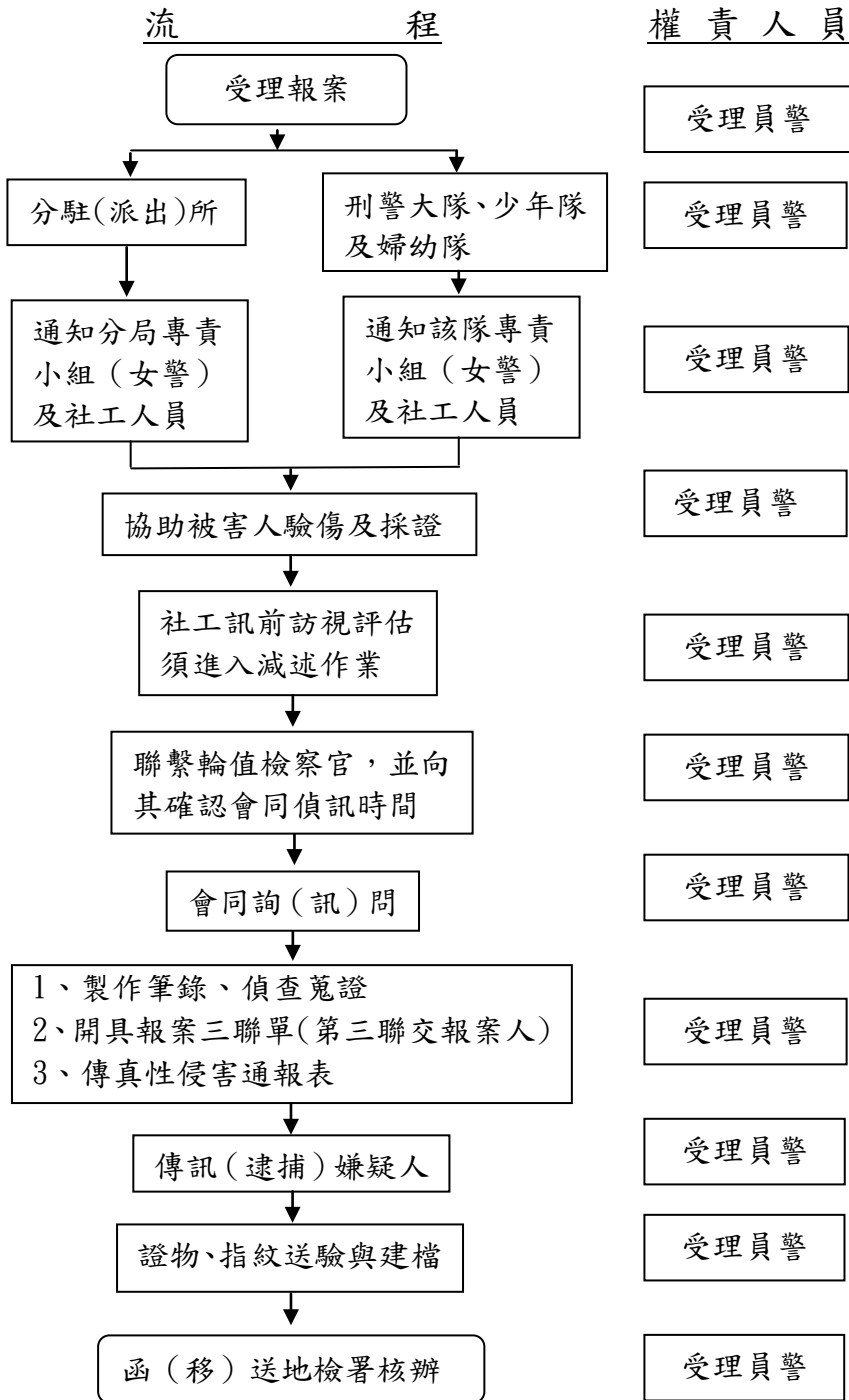 流程 權責人員
受理報案
受理員警
分駐(派出)所
刑警大隊、少年隊
及婦幼隊
受理員警
通知分局專責
小組（女警）
及社工人員
通知該隊專責
小組（女警）
及社工人員
受理員警
協助被害人驗傷及採證
受理員警
社工訊前訪視評估
須進入減述作業
受理員警
聯繫輪值檢察官，並向
其確認會同偵訊時間
受理員警
會同詢（訊）問
受理員警
1、製作筆錄、偵查蒐證
2、開具報案三聯單(第三聯交報案人)
3、傳真性侵害通報表
受理員警
傳訊（逮捕）嫌疑人
受理員警
證物、指紋送驗與建檔
受理員警
函（移）送地檢署核辦
受理員警